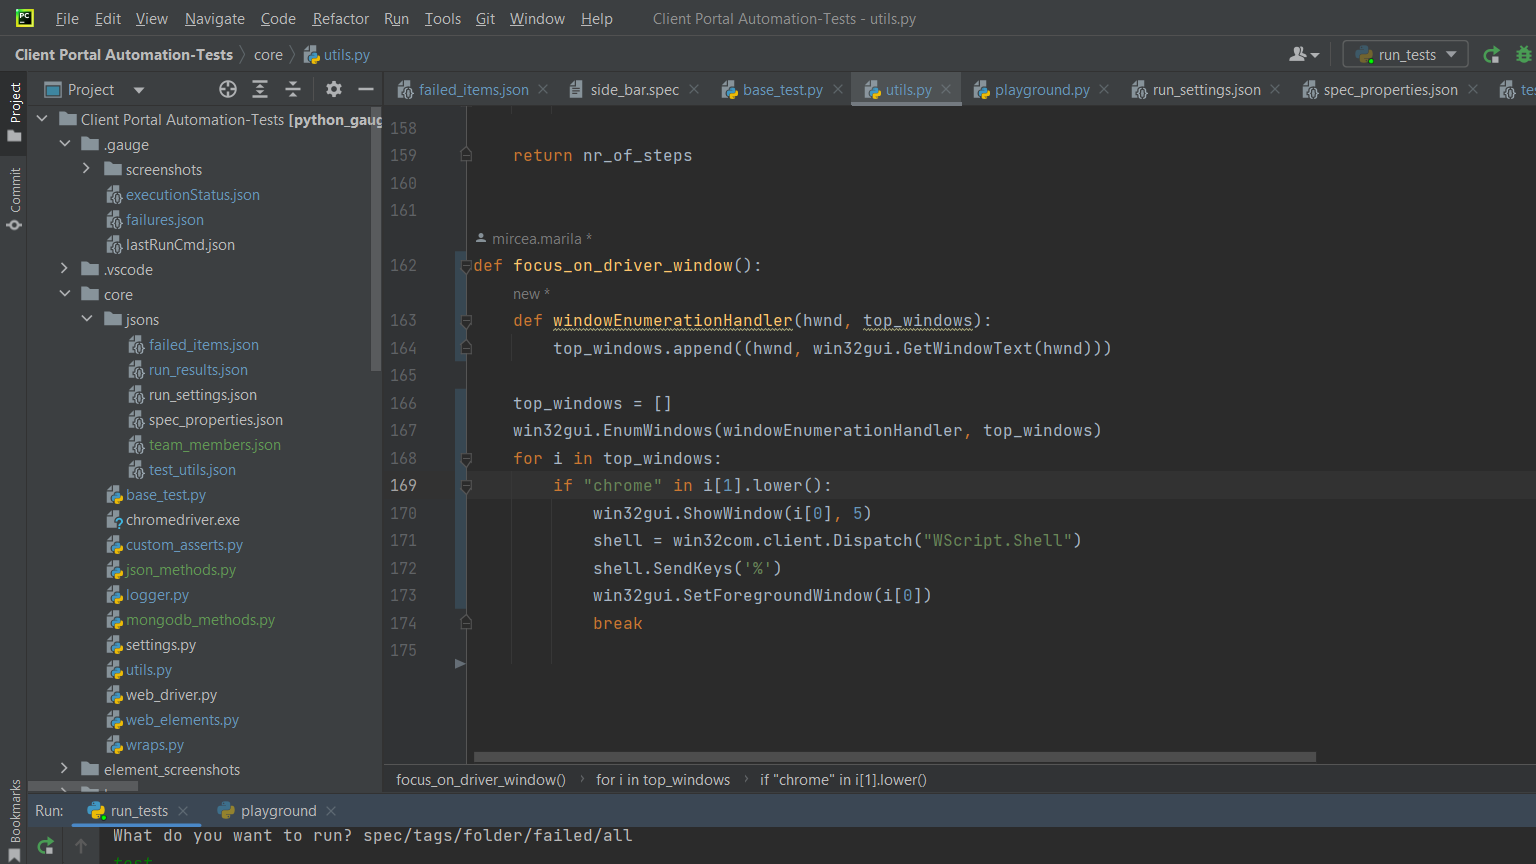 File Edit View Navigate Code Refactor Run Tools Git Window Help Client Portal Automation-Tests - utils.py
Client Portal Automation-Tests core utils.py run_tests
Project
Commit
Bookmarks
Project
Client Portal Automation-Tests [python_gaug
.gauge
screenshots
executionStatus.json
failures.json
lastRunCmd.json
.vscode
core
jsons
failed_items.json
run_results.json
run_settings.json
spec_properties.json
team_members.json
test_utils.json
base_test.py
chromedriver.exe
custom_asserts.py
json_methods.py
logger.py
mongodb_methods.py
settings.py
utils.py
web_driver.py
web_elements.py
wraps.py
element_screenshots
failed_items.json side_bar.spec base_test.py utils.py playground.py run_settings.json spec_properties.json tes
158
159 return nr_of_steps
160
161
mircea.marila *
162 def focus_on_driver_window():
new *
163 def windowEnumerationHandler(hwnd, top_windows):
164 top_windows.append((hwnd, win32gui.GetWindowText(hwnd)))
165
166 top_windows = []
167 win32gui.EnumWindows(windowEnumerationHandler, top_windows)
168 for i in top_windows:
169 if "chrome" in i[1].lower():
170 win32gui.ShowWindow(i[0], 5)
171 shell = win32com.client.Dispatch("WScript.Shell")
172 shell.SendKeys('%')
173 win32gui.SetForegroundWindow(i[0])
174 break
175
focus_on_driver_window() for i in top_windows if "chrome" in i[1].lower()
Run: run_tests playground
What do you want to run? spec/tags/folder/failed/all
test